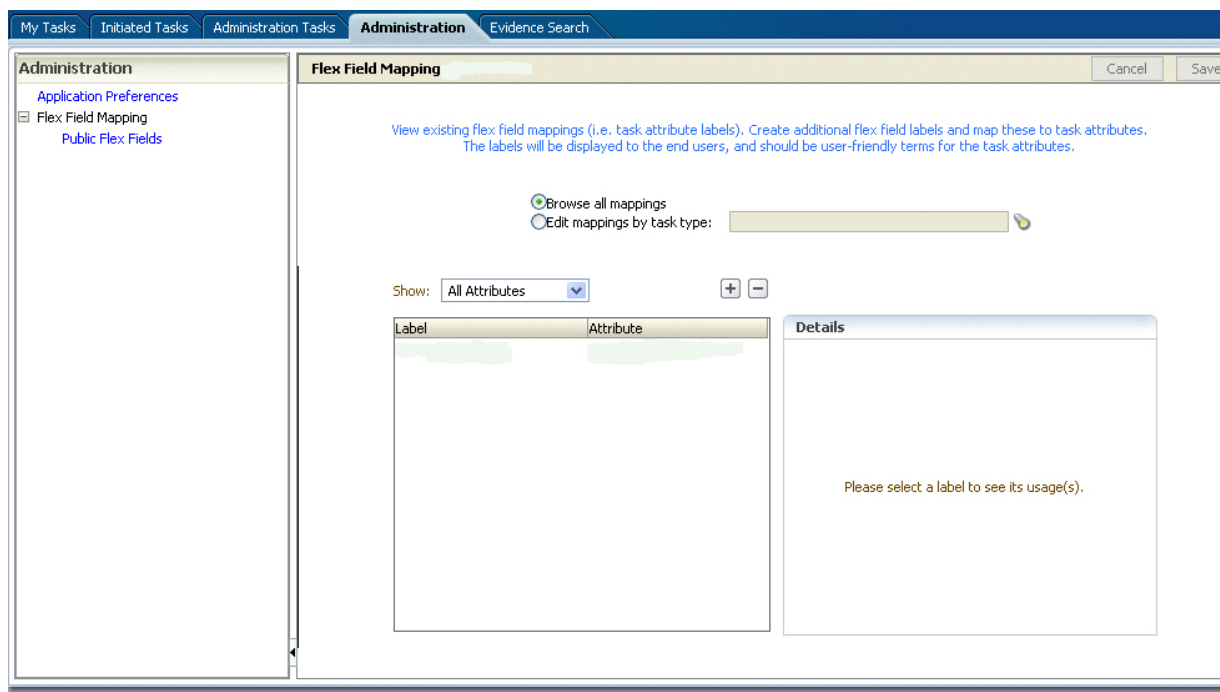 My Tasks Initiated Tasks Administration Tasks Administration Evidence Search
Administration
Application Preferences
Flex Field Mapping
Public Flex Fields
Flex Field Mapping
Cancel Save
View existing flex field mappings (i.e. task attribute labels). Create additional flex field labels and map these to task attributes.
The labels will be displayed to the end users, and should be user-friendly terms for the task attributes.
Browse all mappings
Edit mappings by task type:
Show: All Attributes
Label Attribute
Details
Please select a label to see its usage(s).